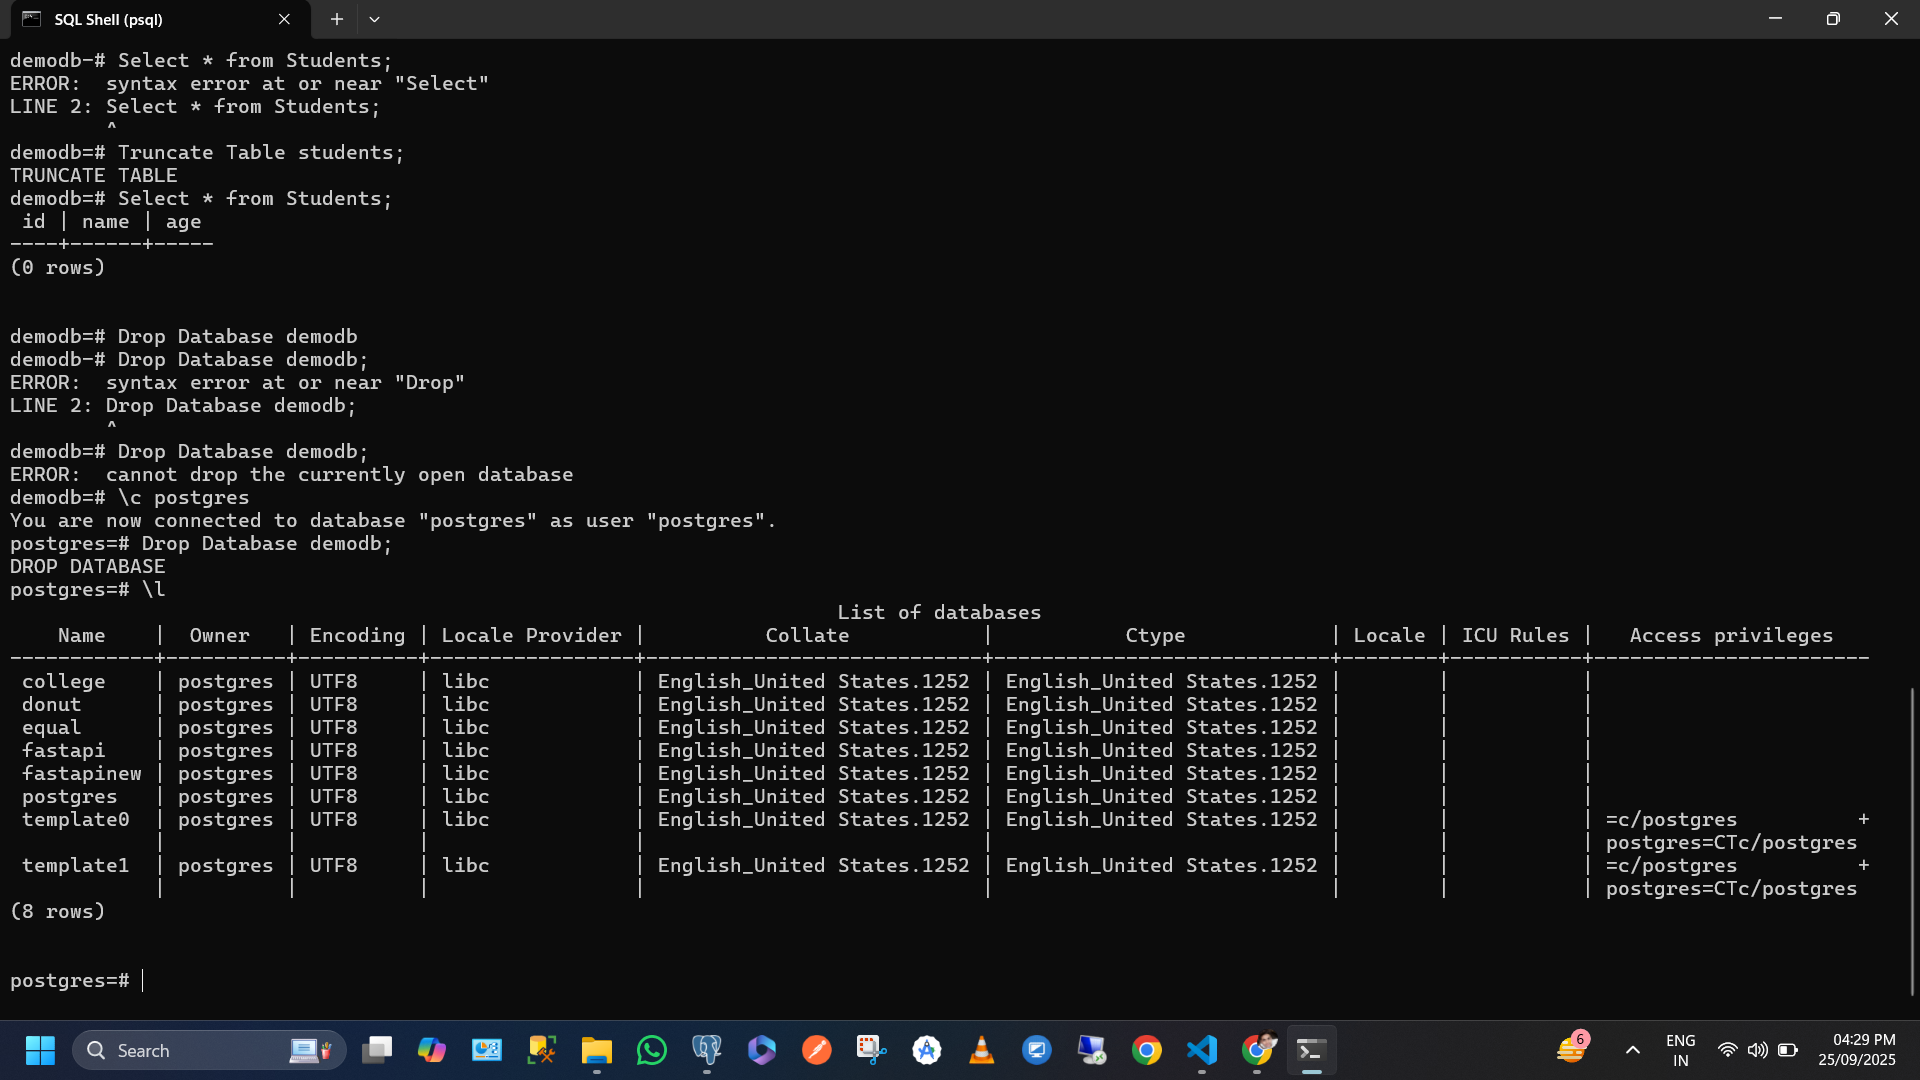 SQL Shell (psql)
demodb-# Select * from Students;
ERROR:  syntax error at or near "Select"
LINE 2: Select * from Students;
        ^
demodb=# Truncate Table students;
TRUNCATE TABLE
demodb=# Select * from Students;
 id | name | age
----+------+-----
(0 rows)
demodb=# Drop Database demodb
demodb-# Drop Database demodb;
ERROR:  syntax error at or near "Drop"
LINE 2: Drop Database demodb;
        ^
demodb=# Drop Database demodb;
ERROR:  cannot drop the currently open database
demodb=# \c postgres
You are now connected to database "postgres" as user "postgres".
postgres=# Drop Database demodb;
DROP DATABASE
postgres=# \l
List of databases
    Name    |  Owner   | Encoding | Locale Provider |          Collate           |           Ctype            | Locale | ICU Rules |   Access privileges
------------+----------+----------+-----------------+----------------------------+----------------------------+--------+-----------+-----------------------
 college    | postgres | UTF8     | libc            | English_United States.1252 | English_United States.1252 |        |           |
 donut      | postgres | UTF8     | libc            | English_United States.1252 | English_United States.1252 |        |           |
 equal      | postgres | UTF8     | libc            | English_United States.1252 | English_United States.1252 |        |           |
 fastapi    | postgres | UTF8     | libc            | English_United States.1252 | English_United States.1252 |        |           |
 fastapinew | postgres | UTF8     | libc            | English_United States.1252 | English_United States.1252 |        |           |
 postgres   | postgres | UTF8     | libc            | English_United States.1252 | English_United States.1252 |        |           |
 template0  | postgres | UTF8     | libc            | English_United States.1252 | English_United States.1252 |        |           | =c/postgres          +
            |          |          |                 |                            |                            |        |           | postgres=CTc/postgres
 template1  | postgres | UTF8     | libc            | English_United States.1252 | English_United States.1252 |        |           | =c/postgres          +
            |          |          |                 |                            |                            |        |           | postgres=CTc/postgres
(8 rows)
postgres=#
Search
6
ENG
IN
04:29 PM
25/09/2025